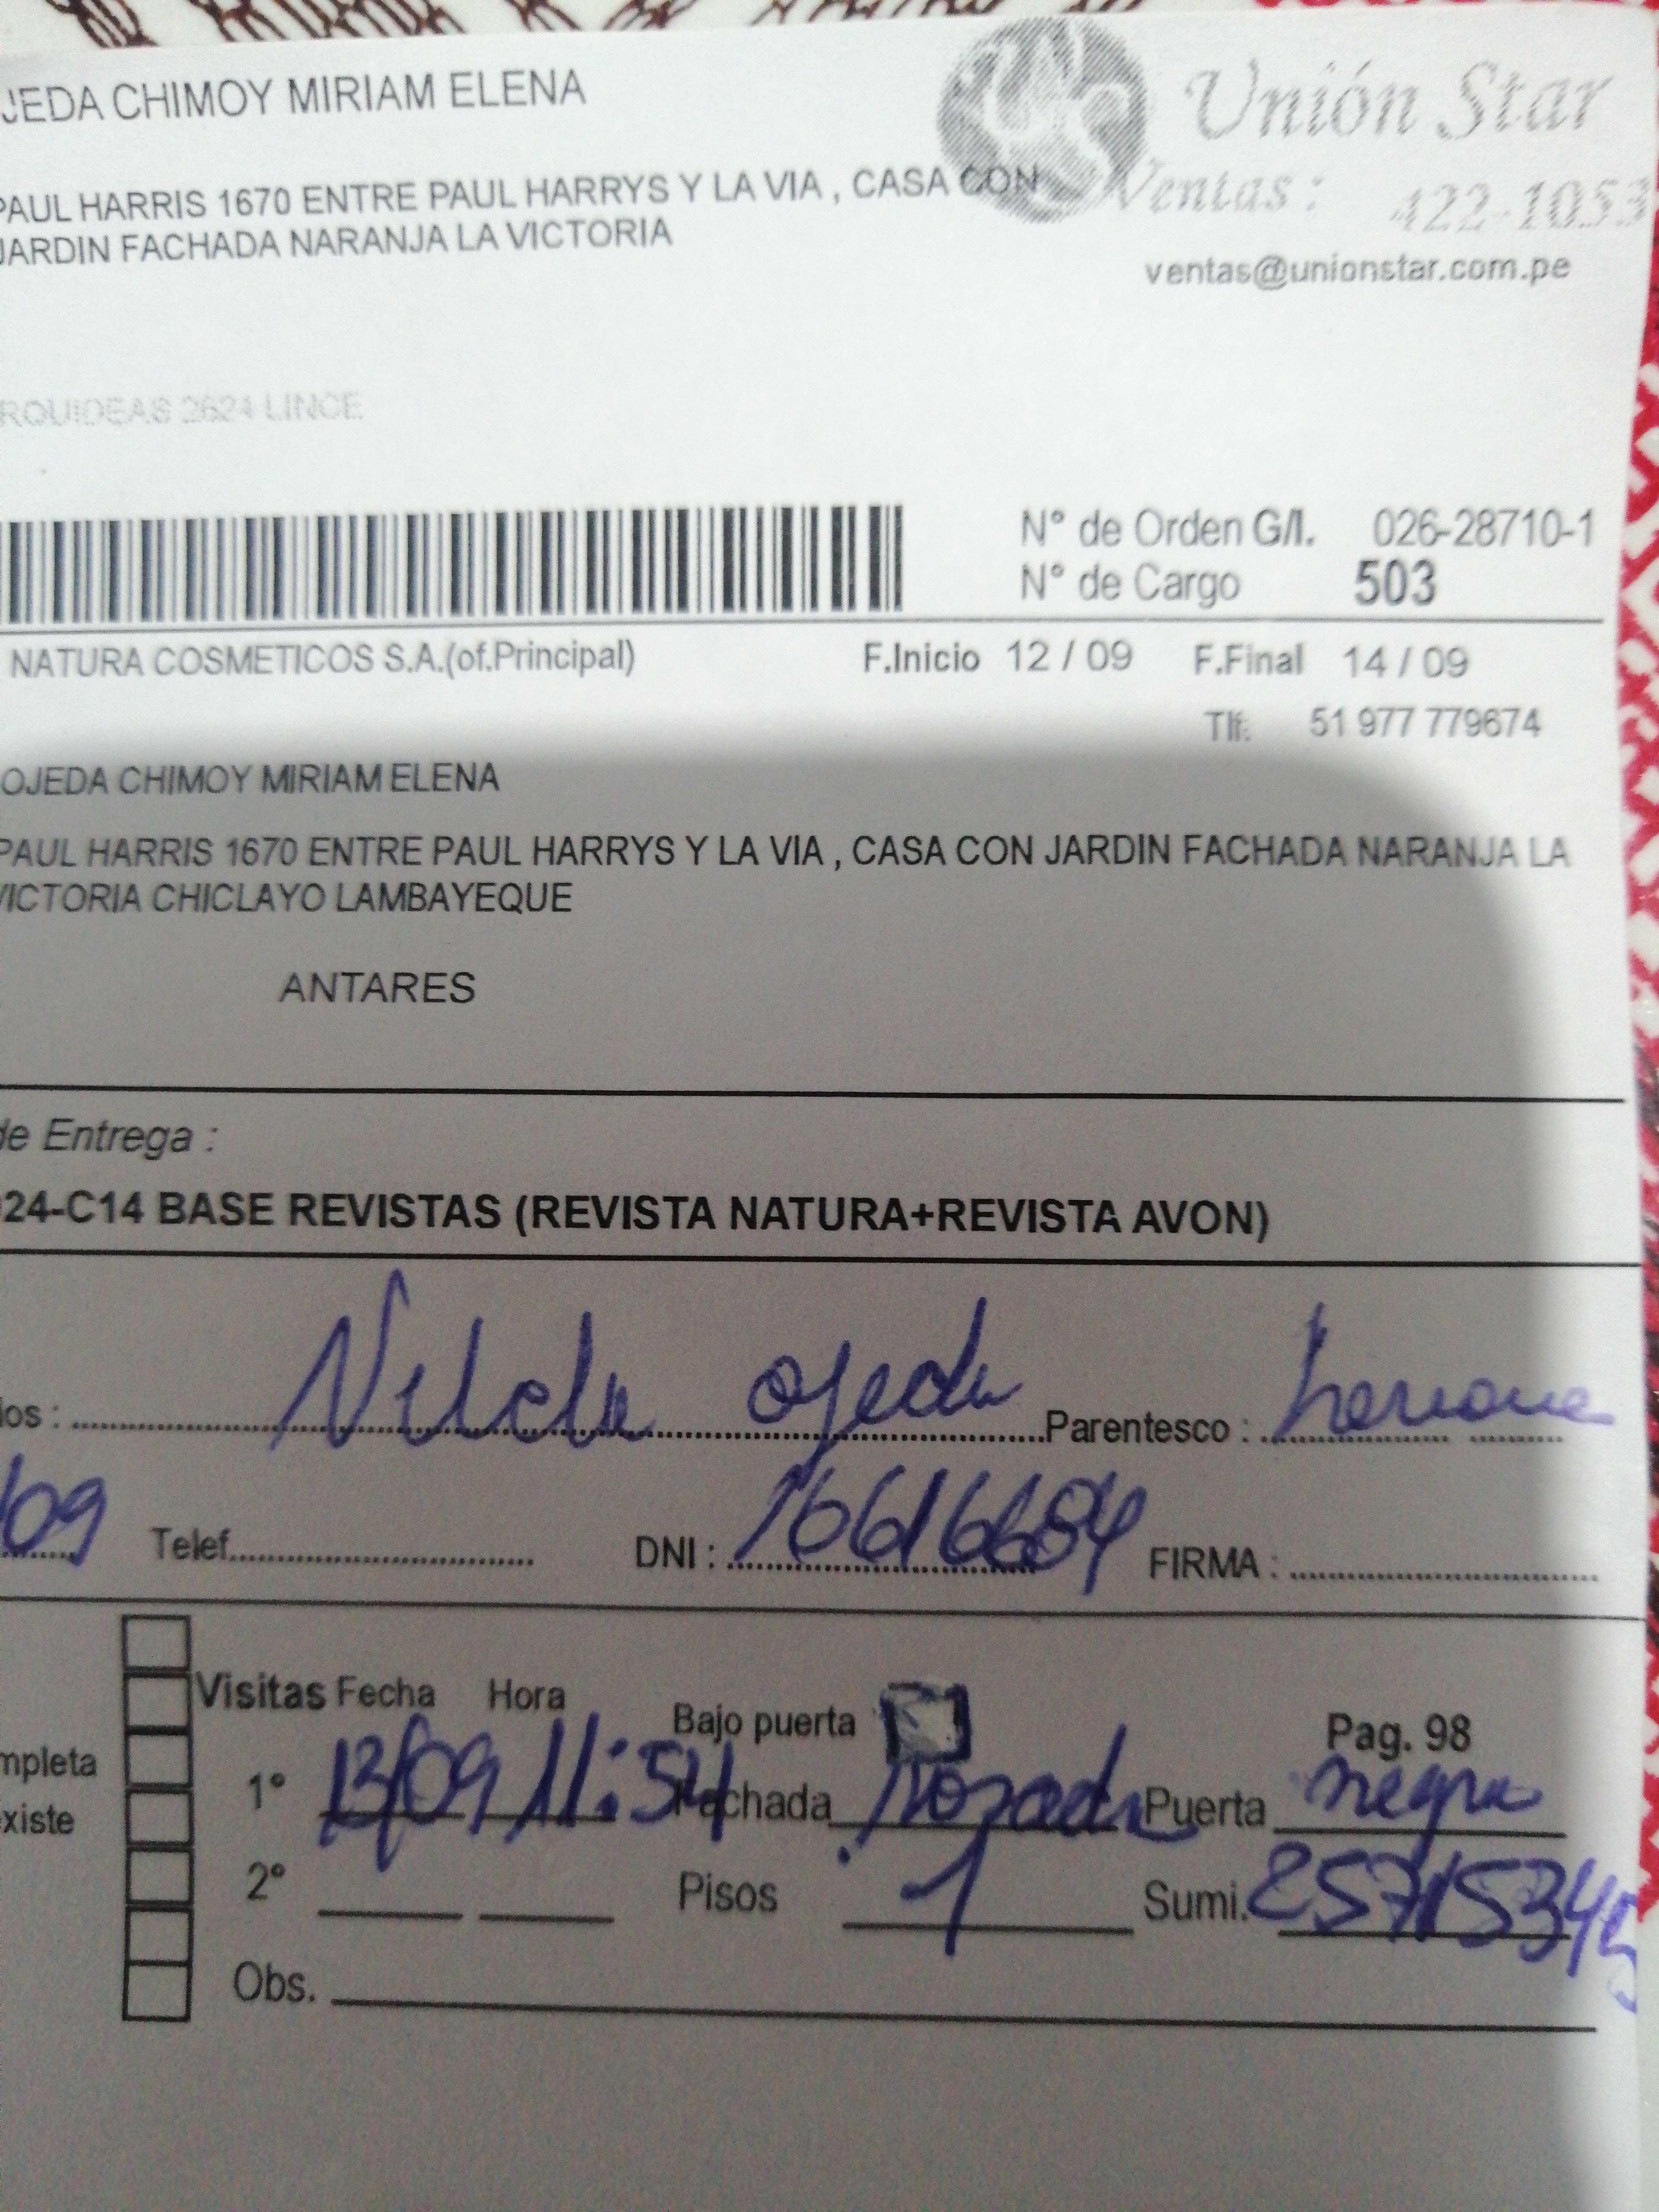 JEDA CHIMOY MIRIAM ELENA
Unión Star
PAUL HARRIS 1670 ENTRE PAUL HARRYS Y LA VIA , CASA CON
JARDIN FACHADA NARANJA LA VICTORIA
Ventas : 422-1053
ventas@unionstar.com.pe
RQUIDEAS 2624 LINCE
N° de Orden G/I. 026-28710-1
N° de Cargo 503
NATURA COSMETICOS S.A.(of.Principal) F.Inicio 12 / 09 F.Final 14 / 09
Tlf: 51 977 779674
OJEDA CHIMOY MIRIAM ELENA
PAUL HARRIS 1670 ENTRE PAUL HARRYS Y LA VIA , CASA CON JARDIN FACHADA NARANJA LA
VICTORIA CHICLAYO LAMBAYEQUE
ANTARES
de Entrega :
24-C14 BASE REVISTAS (REVISTA NATURA+REVISTA AVON)
os : Nelda Ojeda Parentesco : hermana
/09 Telef. DNI : FIRMA :
Visitas Fecha Hora Bajo puerta Pag. 98
mpleta
1° 13/09 11:54 Fachada Rosada Puerta negra
xiste
2° Pisos 1 Sumi. 25715345
Obs.